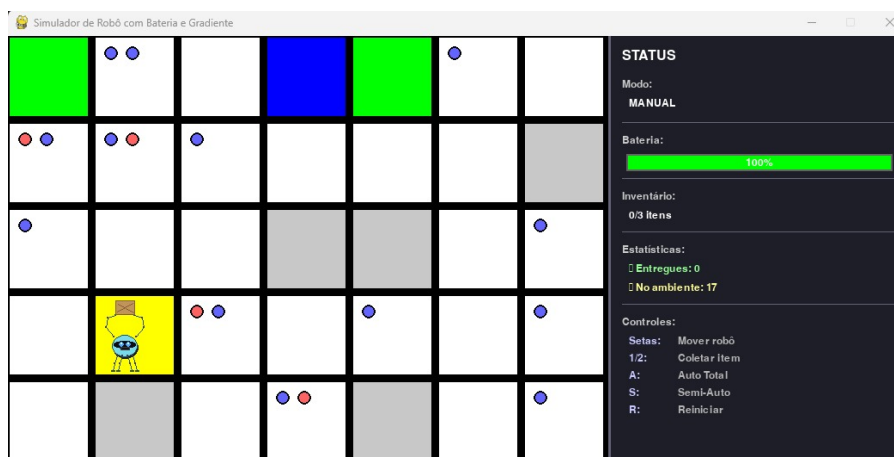 Simulador de Robô com Bateria e Gradiente
STATUS
Modo:
MANUAL
Bateria:
100%
Inventário:
0/3 itens
Estatísticas:
Entregues: 0
No ambiente: 17
Controles:
Setas: Mover robô
1/2: Coletar item
A: Auto Total
S: Semi-Auto
R: Reiniciar